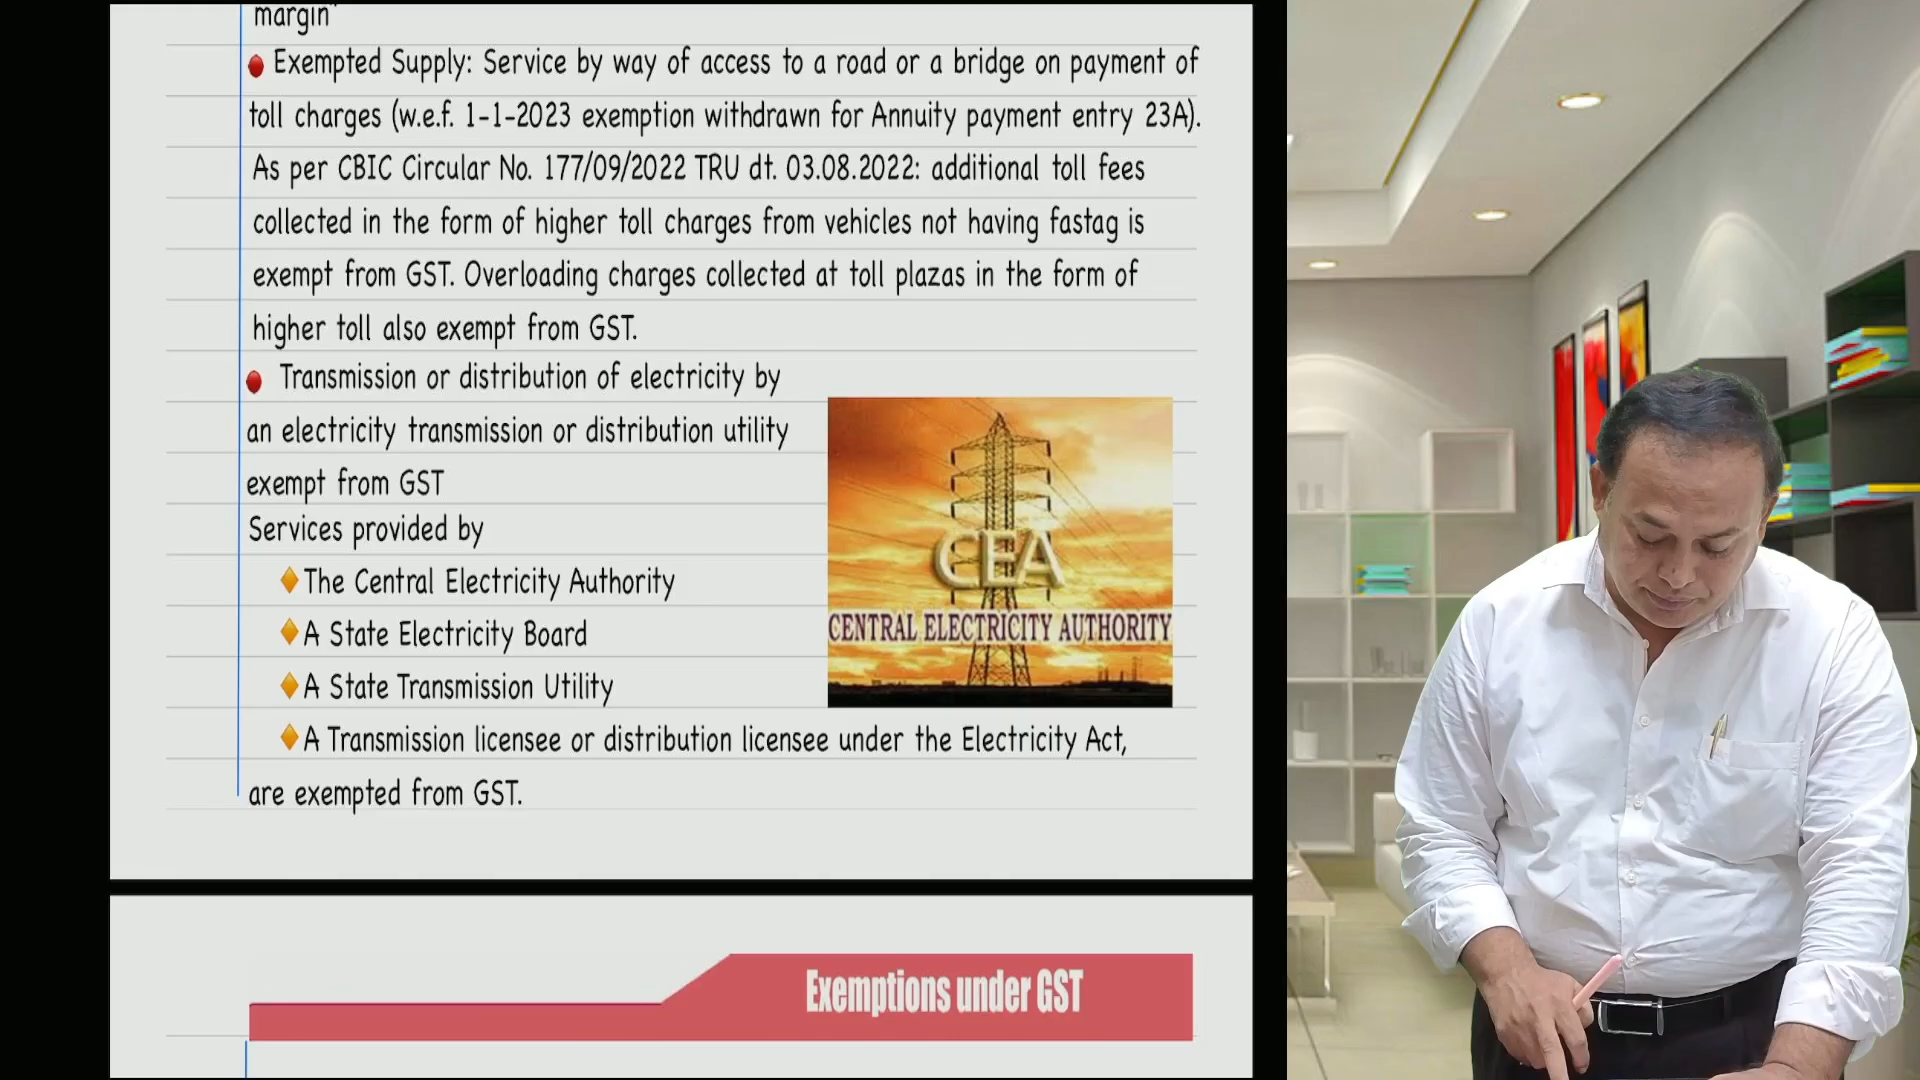 margin"
Exempted Supply: Service by way of access to a road or a bridge on payment of
toll charges (w.e.f. 1-1-2023 exemption withdrawn for Annuity payment entry 23A).
As per CBIC Circular No. 177/09/2022 TRU dt. 03.08.2022: additional toll fees
collected in the form of higher toll charges from vehicles not having fastag is
exempt from GST. Overloading charges collected at toll plazas in the form of
higher toll also exempt from GST.
Transmission or distribution of electricity by
an electricity transmission or distribution utility
exempt from GST
Services provided by
The Central Electricity Authority
A State Electricity Board
A State Transmission Utility
A Transmission licensee or distribution licensee under the Electricity Act,
are exempted from GST.
CEA
CENTRAL ELECTRICITY AUTHORITY
Exemptions under GST